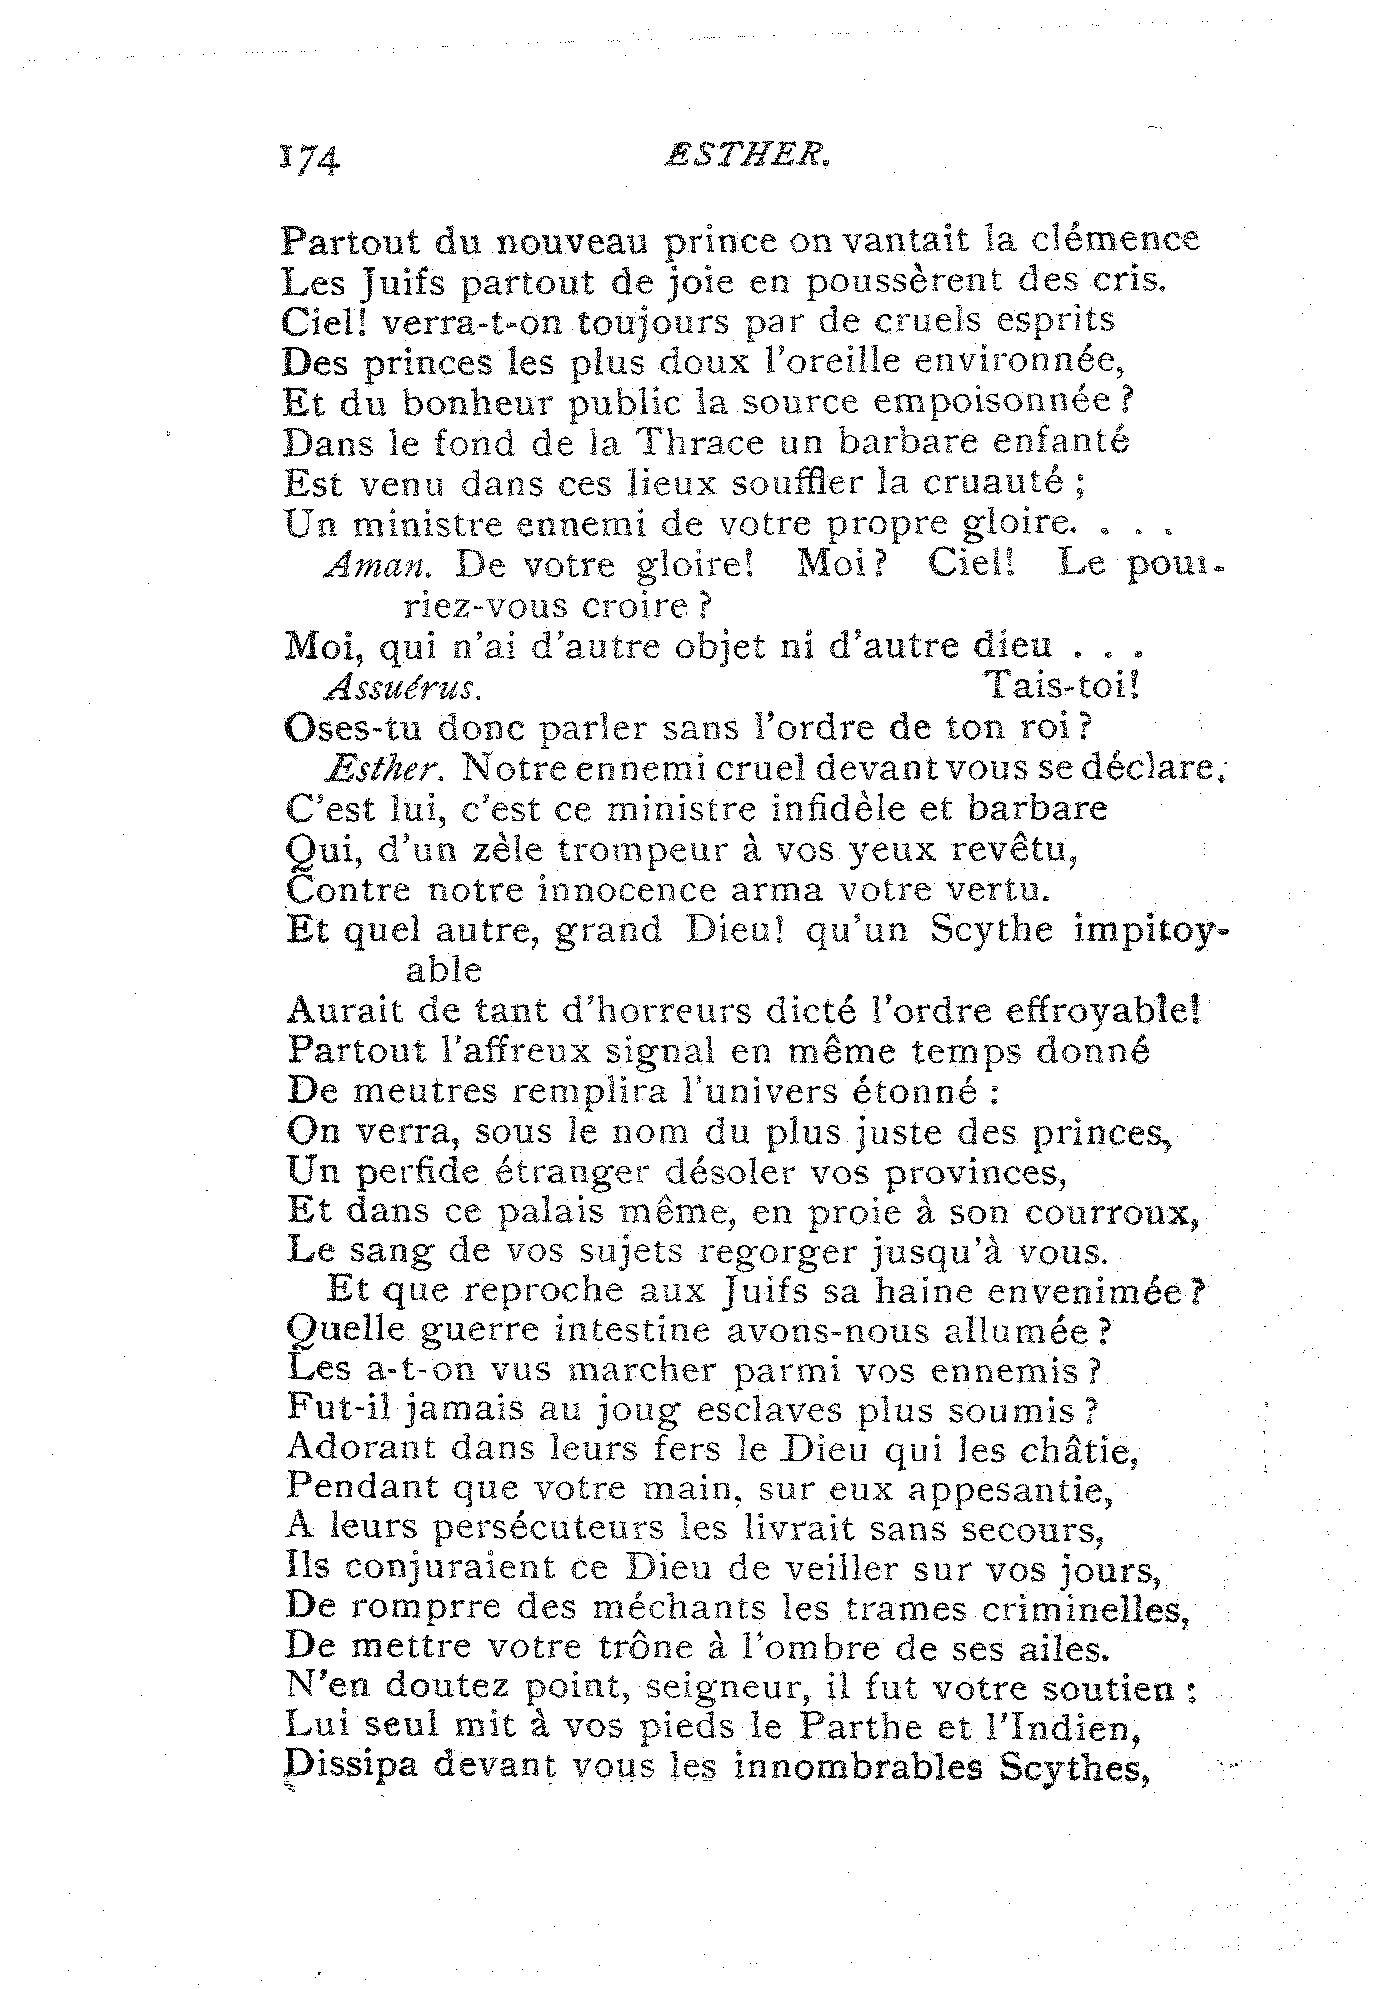 174 ESTHER.
Partout du nouveau prince on vantait la clémence
Les Juifs partout de joie en poussèrent des cris.
Ciel! verra-t-on toujours par de cruels esprits
Des princes les plus doux l'oreille environnée,
Et du bonheur public la source empoisonnée?
Dans le fond de la Thrace un barbare enfanté
Est venu dans ces lieux souffler la cruauté;
Un ministre ennemi de votre propre gloire. . . .
Aman. De votre gloire! Moi? Ciel! Le pour-
riez-vous croire?
Moi, qui n'ai d'autre objet ni d'autre dieu . . .
Assuérus. Tais-toi!
Oses-tu donc parler sans l'ordre de ton roi?
Esther. Notre ennemi cruel devant vous se déclare.
C'est lui, c'est ce ministre infidèle et barbare
Qui, d'un zèle trompeur à vos yeux revêtu,
Contre notre innocence arma votre vertu.
Et quel autre, grand Dieu! qu'un Scythe impitoy-
able
Aurait de tant d'horreurs dicté l'ordre effroyable!
Partout l'affreux signal en même temps donné
De meutres remplira l'univers étonné:
On verra, sous le nom du plus juste des princes,
Un perfide étranger désoler vos provinces,
Et dans ce palais même, en proie à son courroux,
Le sang de vos sujets regorger jusqu'à vous.
Et que reproche aux Juifs sa haine envenimée?
Quelle guerre intestine avons-nous allumée?
Les a-t-on vus marcher parmi vos ennemis?
Fut-il jamais au joug esclaves plus soumis?
Adorant dans leurs fers le Dieu qui les châtie,
Pendant que votre main, sur eux appesantie,
A leurs persécuteurs les livrait sans secours,
Ils conjuraient ce Dieu de veiller sur vos jours,
De romprre des méchants les trames criminelles,
De mettre votre trône à l'ombre de ses ailes.
N'en doutez point, seigneur, il fut votre soutien:
Lui seul mit à vos pieds le Parthe et l'Indien,
Dissipa devant vous les innombrables Scythes,